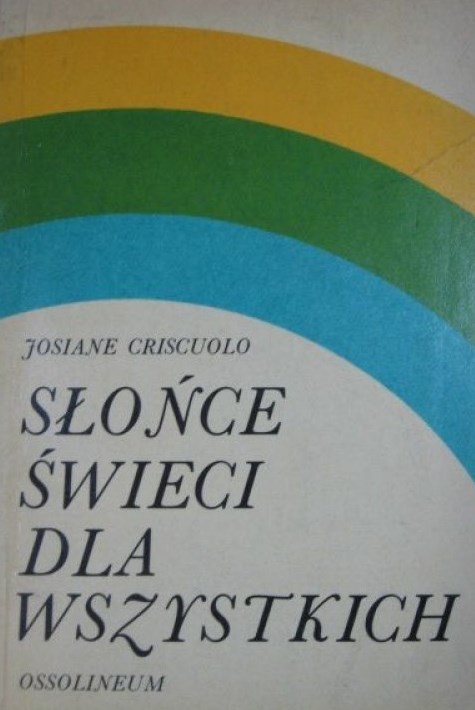 JOSIANE CRISCUOLO
SŁOŃCE
ŚWIECI
DLA
WSZYSTKICH
OSSOLINEUM